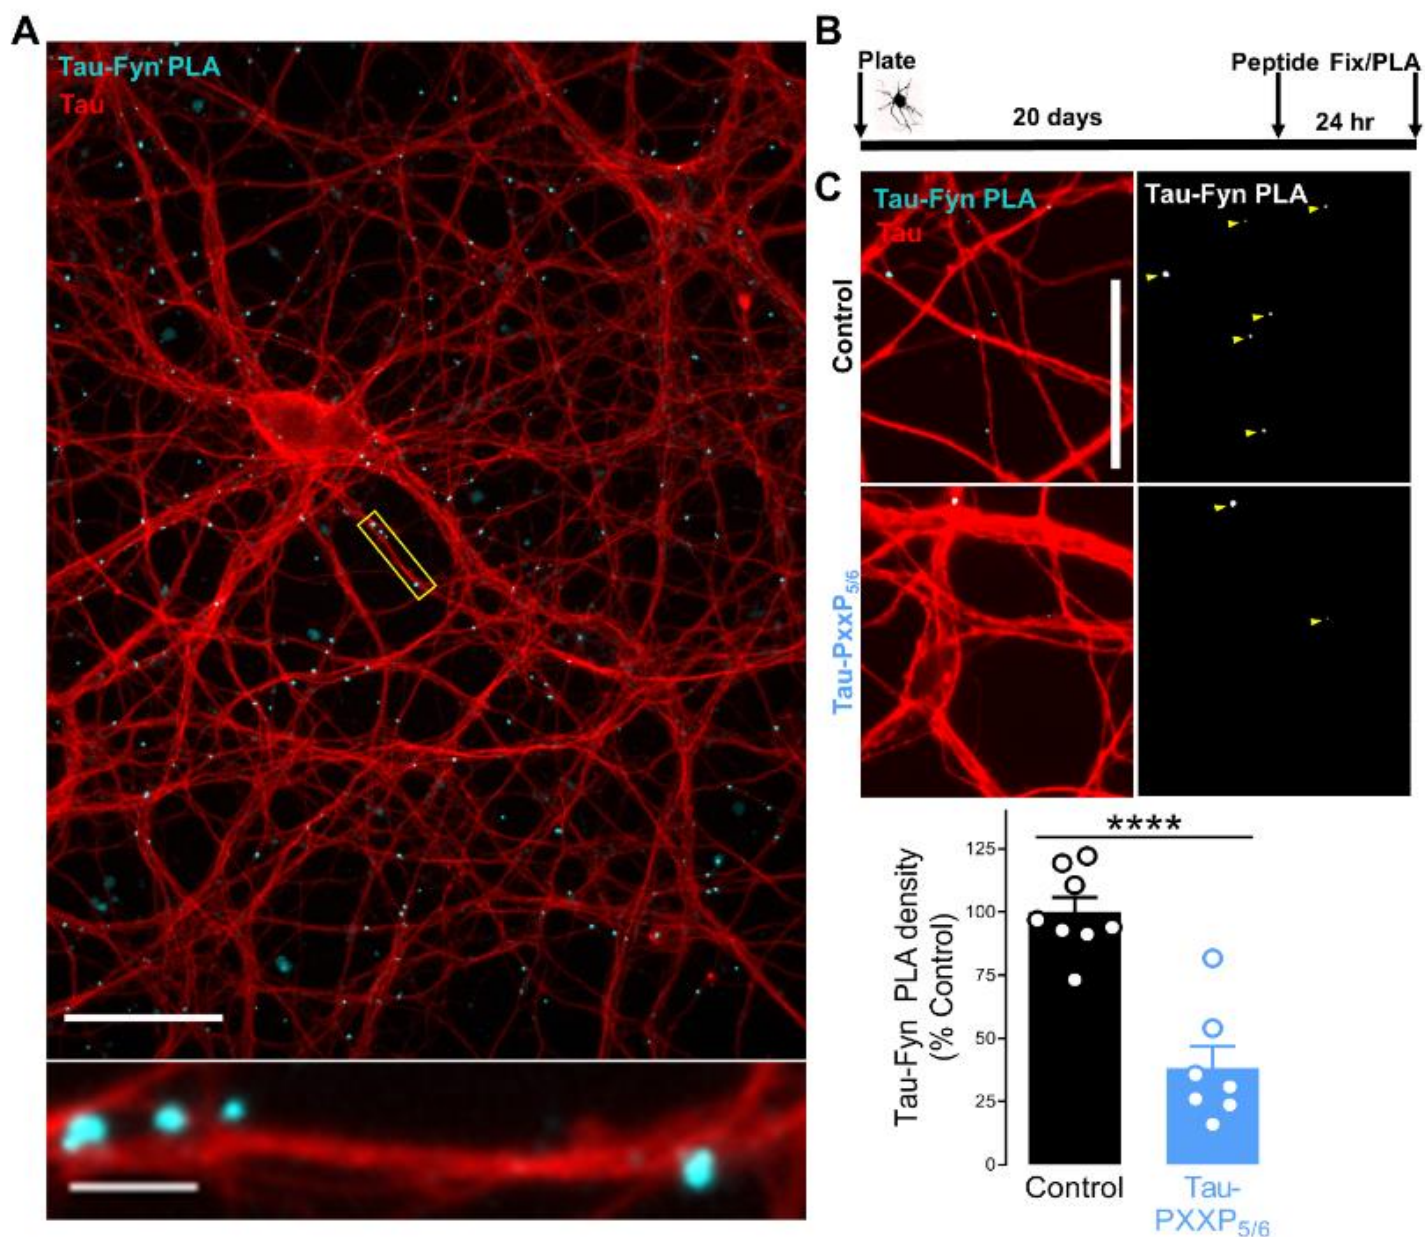 A
Tau-Fyn PLA
Tau
B
Plate
Peptide Fix/PLA
20 days
24 hr
C
Tau-Fyn PLA
Tau
Tau-Fyn PLA
Control
Tau-PxxP5/6
****
Tau-Fyn PLA density
(% Control)
125
100
75
50
25
0
Control
Tau-
PXXP5/6